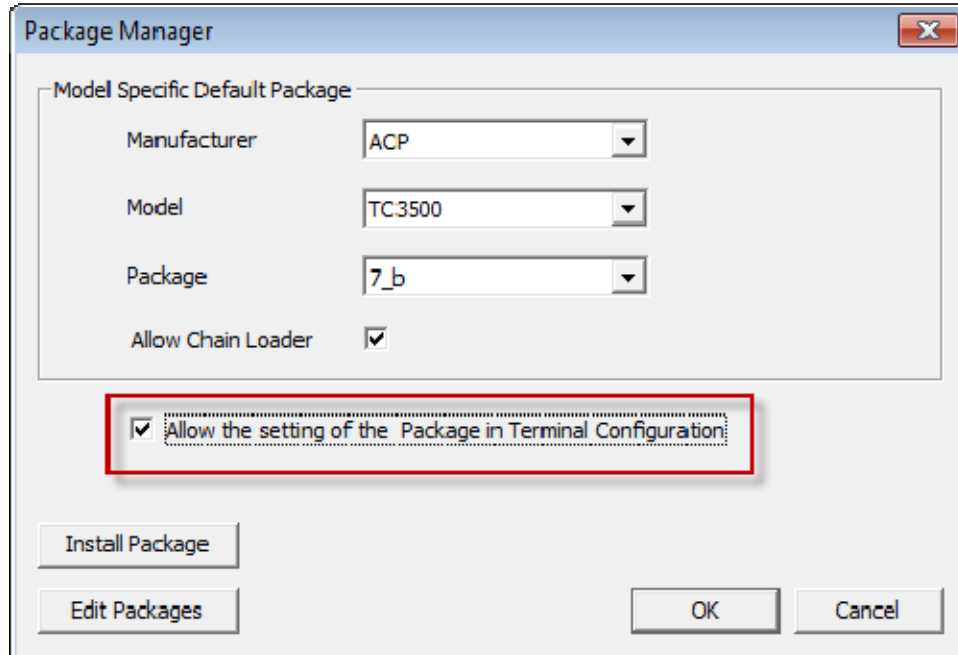 Package Manager
Model Specific Default Package
Manufacturer ACP
Model TC3500
Package 7_b
Allow Chain Loader
Allow the setting of the Package in Terminal Configuration
Install Package
Edit Packages OK Cancel